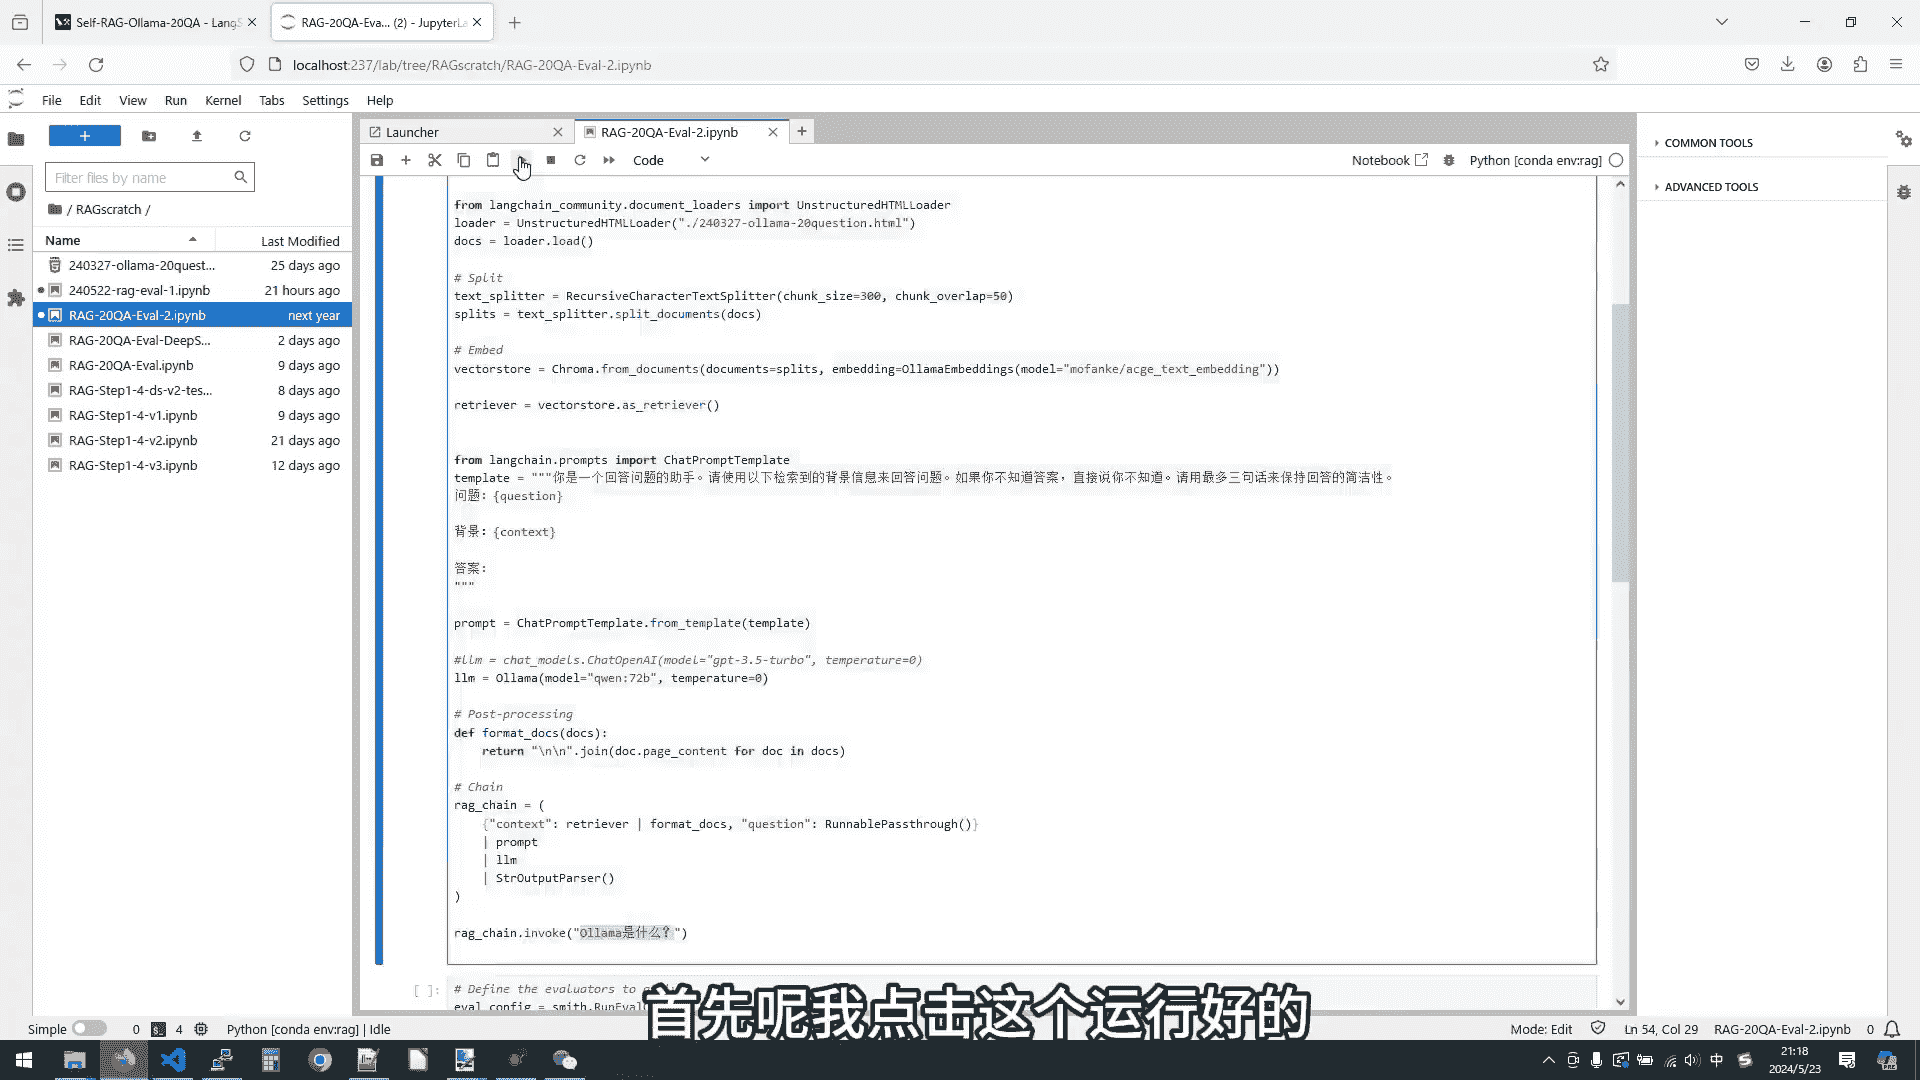 Self-RAG-Ollama-20QA - LangS
RAG-20QA-Eva... (2) - JupyterLa
localhost:237/lab/tree/RAGscratch/RAG-20QA-Eval-2.ipynb
File Edit View Run Kernel Tabs Settings Help
Launcher
RAG-20QA-Eval-2.ipynb
Code
Notebook
Python [conda env:rag]
Filter files by name
/ RAGscratch /
Name Last Modified
240327-ollama-20quest... 25 days ago
240522-rag-eval-1.ipynb 21 hours ago
RAG-20QA-Eval-2.ipynb next year
RAG-20QA-Eval-DeepS... 2 days ago
RAG-20QA-Eval.ipynb 9 days ago
RAG-Step1-4-ds-v2-tes... 8 days ago
RAG-Step1-4-v1.ipynb 9 days ago
RAG-Step1-4-v2.ipynb 21 days ago
RAG-Step1-4-v3.ipynb 12 days ago
from langchain_community.document_loaders import UnstructuredHTMLLoader
loader = UnstructuredHTMLLoader("./240327-ollama-20question.html")
docs = loader.load()
# Split
text_splitter = RecursiveCharacterTextSplitter(chunk_size=300, chunk_overlap=50)
splits = text_splitter.split_documents(docs)
# Embed
vectorstore = Chroma.from_documents(documents=splits, embedding=OllamaEmbeddings(model="mofanke/acge_text_embedding"))
retriever = vectorstore.as_retriever()
from langchain.prompts import ChatPromptTemplate
template = """你是一个回答问题的助手。请使用以下检索到的背景信息来回答问题。如果你不知道答案，直接说你不知道。请用最多三句话来保持回答的简洁性。
问题: {question}
背景: {context}
答案:
"""
prompt = ChatPromptTemplate.from_template(template)
#llm = chat_models.ChatOpenAI(model="gpt-3.5-turbo", temperature=0)
llm = Ollama(model="qwen:72b", temperature=0)
# Post-processing
def format_docs(docs):
return "\n\n".join(doc.page_content for doc in docs)
# Chain
rag_chain = (
{"context": retriever | format_docs, "question": RunnablePassthrough()}
| prompt
| llm
| StrOutputParser()
)
rag_chain.invoke("Ollama是什么？")
[ ]: # Define the evaluators to
eval_config = smith.RunEval
COMMON TOOLS
ADVANCED TOOLS
首先呢我点击这个运行好的
Simple 0 4 Python [conda env:rag] | Idle
Mode: Edit Ln 54, Col 29 RAG-20QA-Eval-2.ipynb 0
中
21:18
2024/5/23